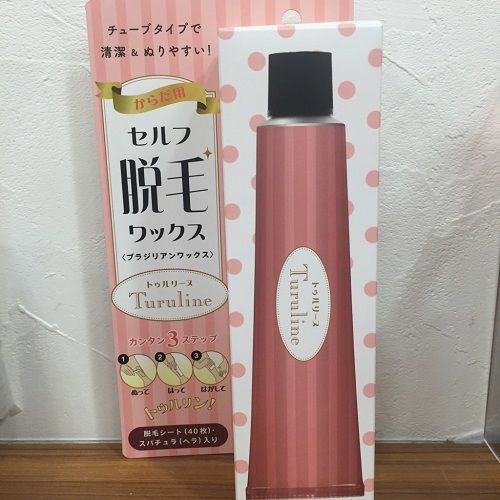 チューブタイプで
清潔&ぬりやすい!
からだ用
セルフ
脱毛
ワックス
〈ブラジリアンワックス〉
トゥルリーヌ
Turuline
カンタン3ステップ
1 2 3
ぬって はって はがして
トゥルリン!
脱毛シート(40枚)・
スパチュラ(ヘラ)入り
トゥルリーヌ
Turuline